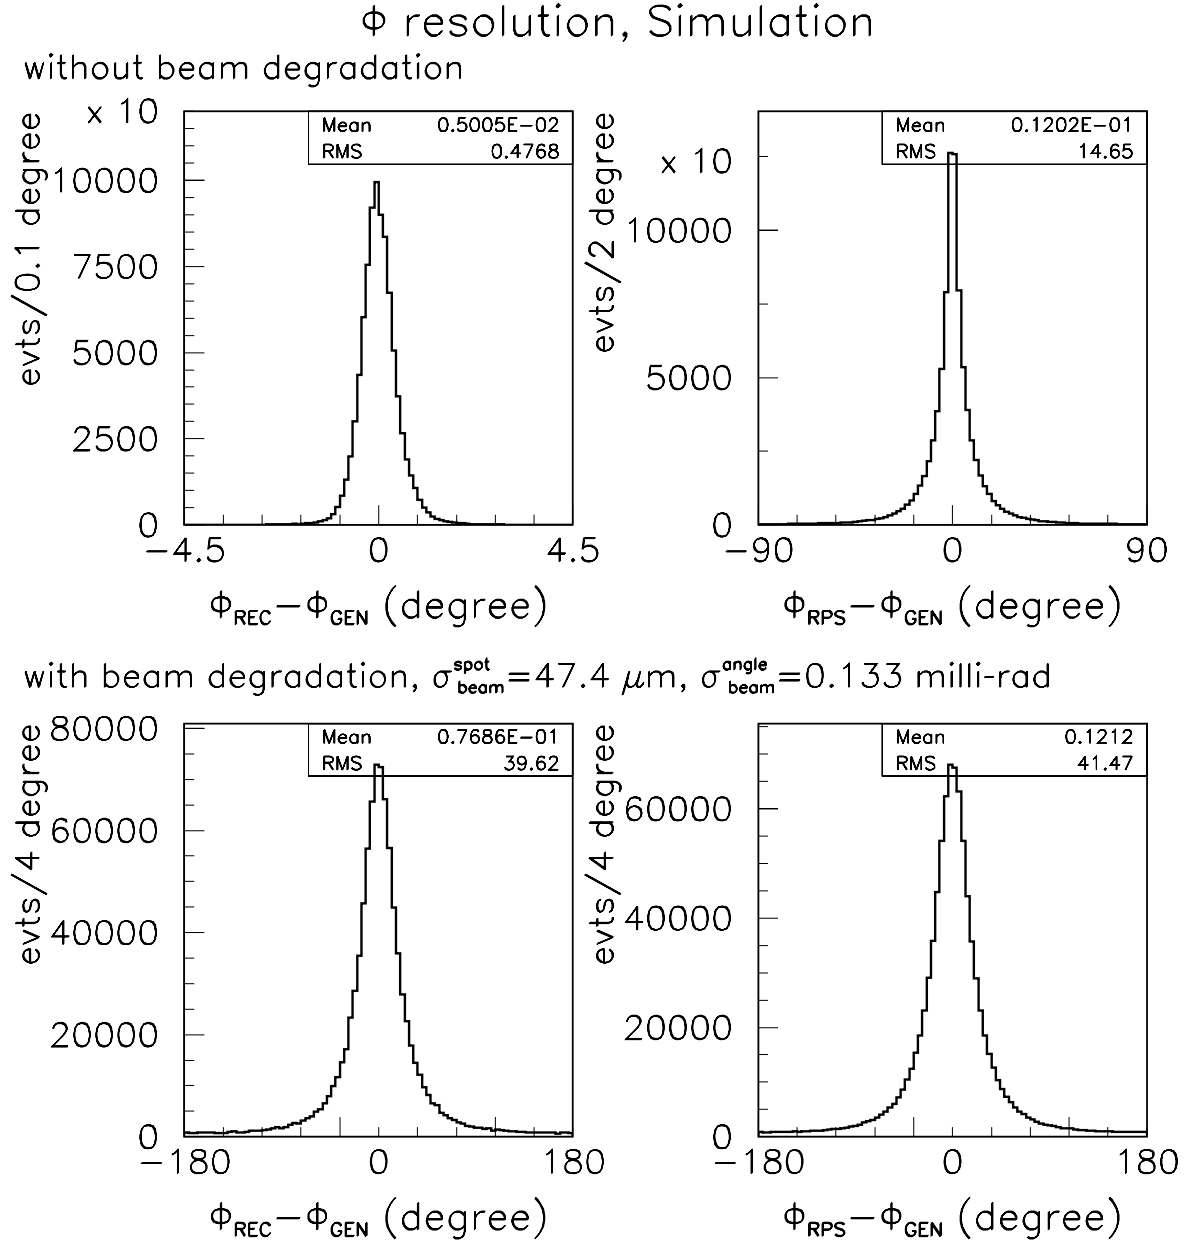 Φ resolution, Simulation
without beam degradation
x 10
evts/0.1 degree
10000
7500
5000
2500
0
Mean 0.5005E−02
RMS 0.4768
−4.5 0 4.5
Φ_REC−Φ_GEN (degree)
x 10
evts/2 degree
10000
5000
0
Mean 0.1202E−01
RMS 14.65
−90 0 90
Φ_RPS−Φ_GEN (degree)
with beam degradation, σ_beam^spot=47.4 μm, σ_beam^angle=0.133 milli-rad
evts/4 degree
80000
60000
40000
20000
0
Mean 0.7686E−01
RMS 39.62
−180 0 180
Φ_REC−Φ_GEN (degree)
evts/4 degree
60000
40000
20000
0
Mean 0.1212
RMS 41.47
−180 0 180
Φ_RPS−Φ_GEN (degree)